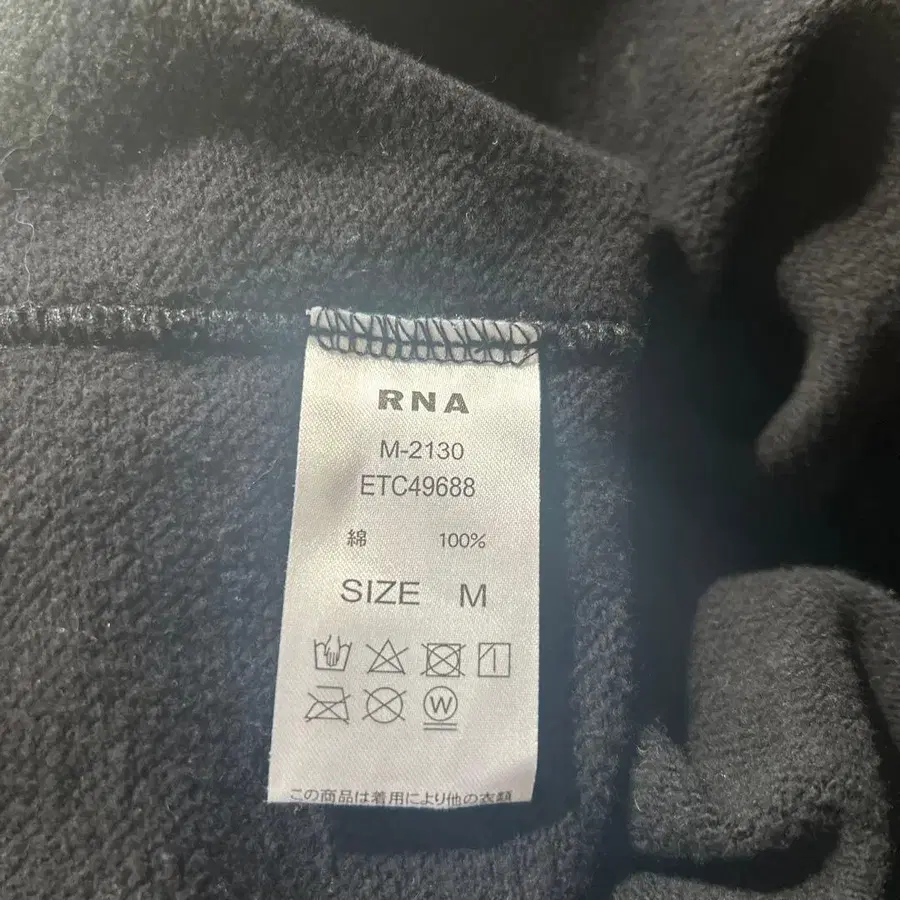 RNA
M-2130
ETC49688
綿 100%
SIZE M
W
この商品は着用により他の衣類